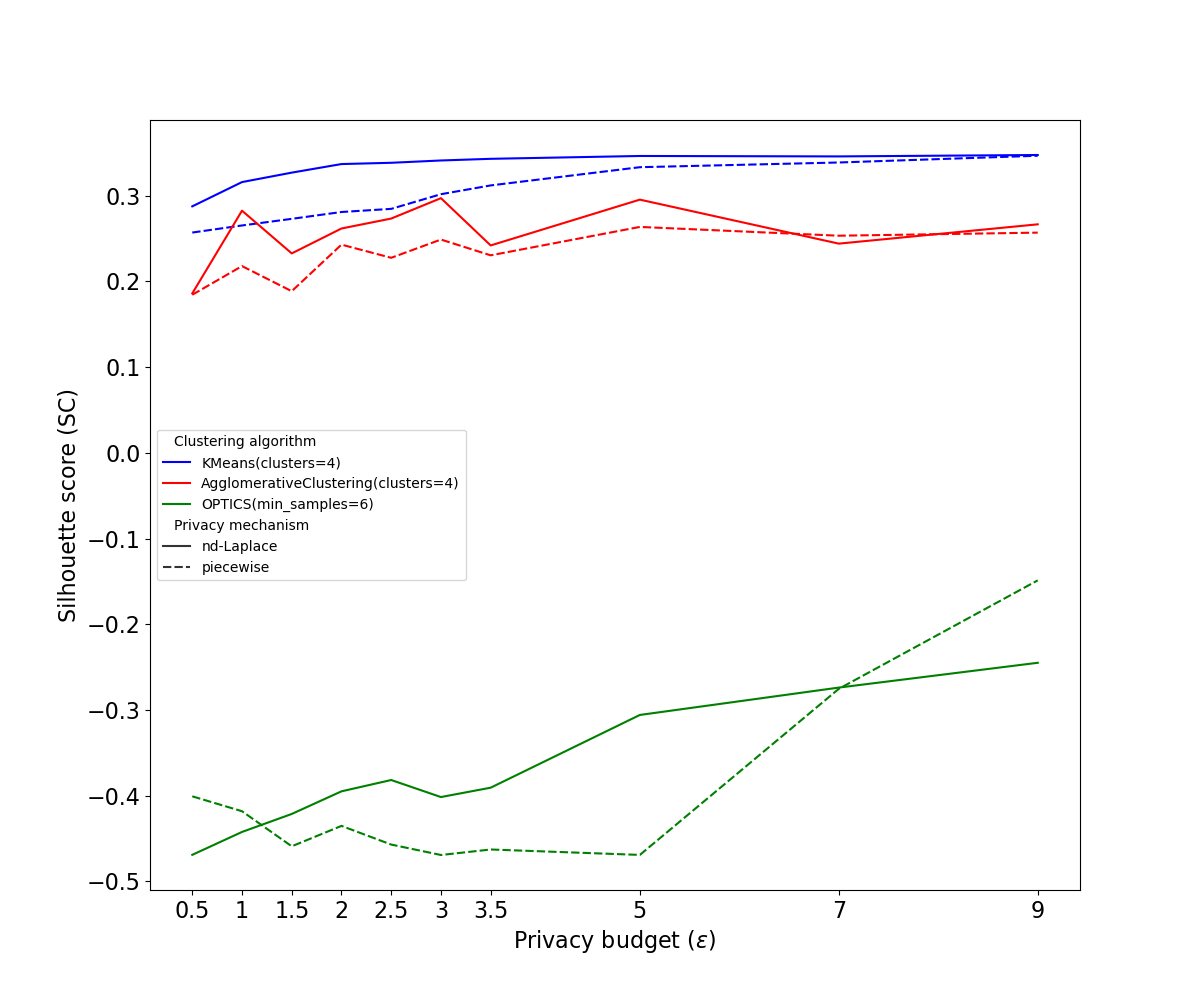 Silhouette score (SC)
0.3
0.2
0.1
0.0
−0.1
−0.2
−0.3
−0.4
−0.5
Clustering algorithm
KMeans(clusters=4)
AgglomerativeClustering(clusters=4)
OPTICS(min_samples=6)
Privacy mechanism
nd-Laplace
piecewise
0.5 1 1.5 2 2.5 3 3.5 5 7 9
Privacy budget (ε)